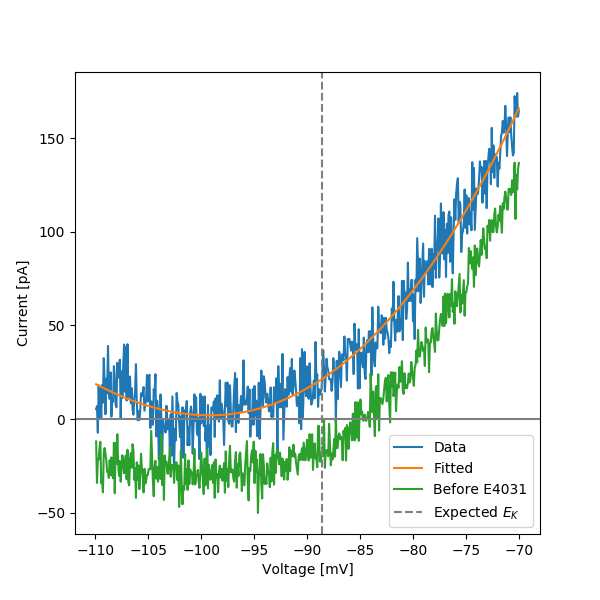 150
100
50
0
−50
Current [pA]
Data
Fitted
Before E4031
Expected E_K
−110 −105 −100 −95 −90 −85 −80 −75 −70
Voltage [mV]